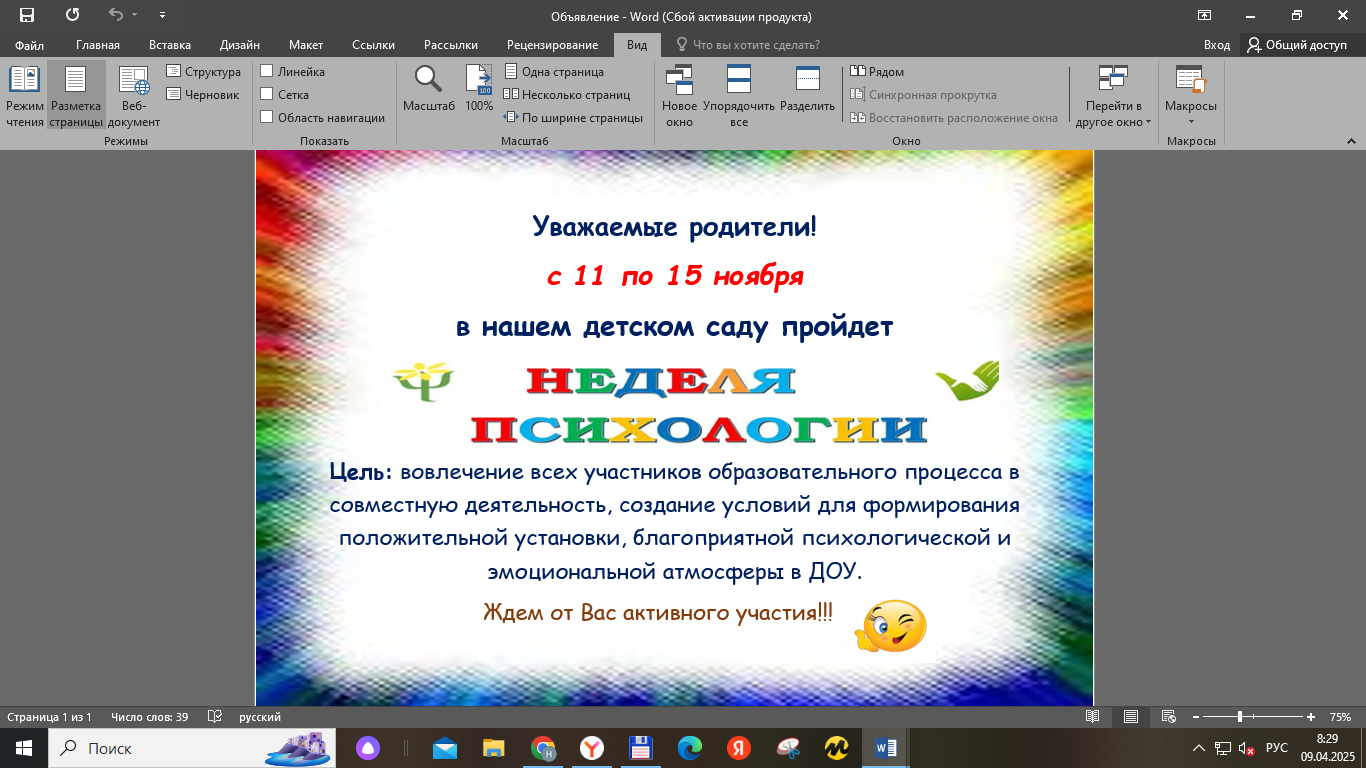 Объявление - Word (Сбой активации продукта)
Файл Главная Вставка Дизайн Макет Ссылки Рассылки Рецензирование Вид Что вы хотите сделать? Вход Общий доступ
Режим чтения
Разметка страницы
Веб-документ
Структура
Черновик
Режимы
Линейка
Сетка
Область навигации
Показать
Масштаб
100
100%
Одна страница
Несколько страниц
По ширине страницы
Масштаб
Новое окно
Упорядочить все
Разделить
Рядом
Синхронная прокрутка
Восстановить расположение окна
Окно
Перейти в другое окно
Макросы
Макросы
Уважаемые родители!
с 11 по 15 ноября
в нашем детском саду пройдет
НЕДЕЛЯ
ПСИХОЛОГИИ
Цель: вовлечение всех участников образовательного процесса в
совместную деятельность, создание условий для формирования
положительной установки, благоприятной психологической и
эмоциональной атмосферы в ДОУ.
Ждем от Вас активного участия!!!
Страница 1 из 1 Число слов: 39 русский 75%
Поиск РУС 8:29
09.04.2025